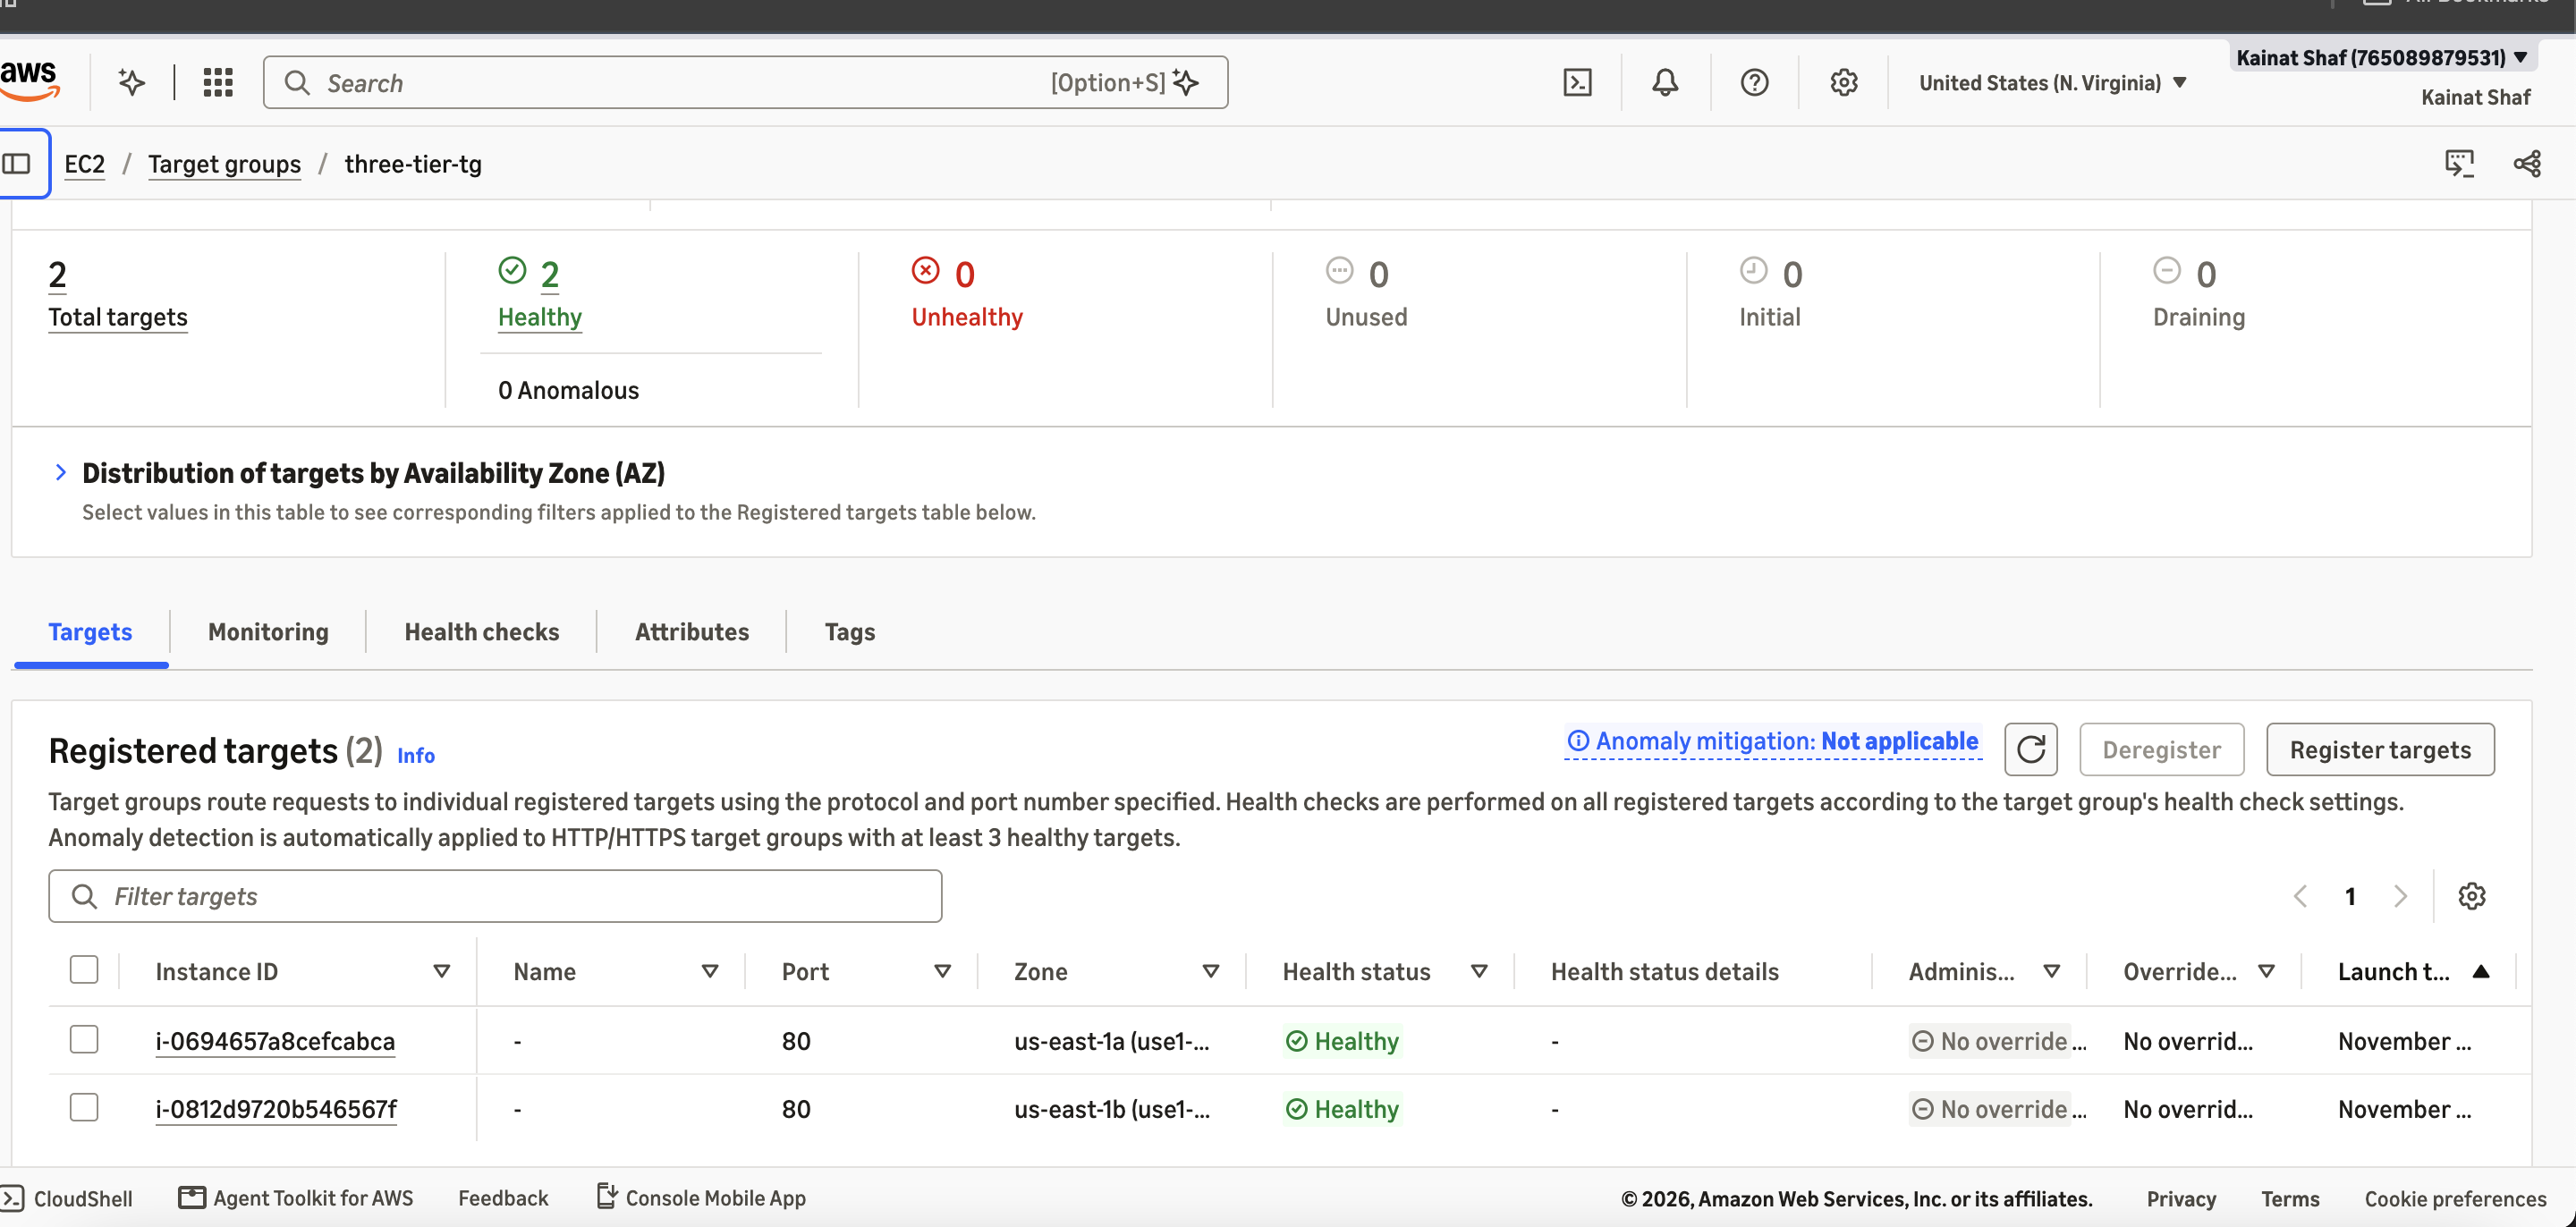 aws
Search [Option+S]
United States (N. Virginia)
Kainat Shaf (765089879531)
Kainat Shaf
EC2 / Target groups / three-tier-tg
2
Total targets
2
Healthy
0 Anomalous
0
Unhealthy
0
Unused
0
Initial
0
Draining
Distribution of targets by Availability Zone (AZ)
Select values in this table to see corresponding filters applied to the Registered targets table below.
Targets Monitoring Health checks Attributes Tags
Registered targets (2) Info
Anomaly mitigation: Not applicable
Deregister
Register targets
Target groups route requests to individual registered targets using the protocol and port number specified. Health checks are performed on all registered targets according to the target group's health check settings.
Anomaly detection is automatically applied to HTTP/HTTPS target groups with at least 3 healthy targets.
Filter targets
1
Instance ID Name Port Zone Health status Health status details Adminis... Override... Launch t...
i-0694657a8cefcabca - 80 us-east-1a (use1-... Healthy - No override ... No overrid... November ...
i-0812d9720b546567f - 80 us-east-1b (use1-... Healthy - No override ... No overrid... November ...
CloudShell Agent Toolkit for AWS Feedback Console Mobile App
© 2026, Amazon Web Services, Inc. or its affiliates. Privacy Terms Cookie preferences